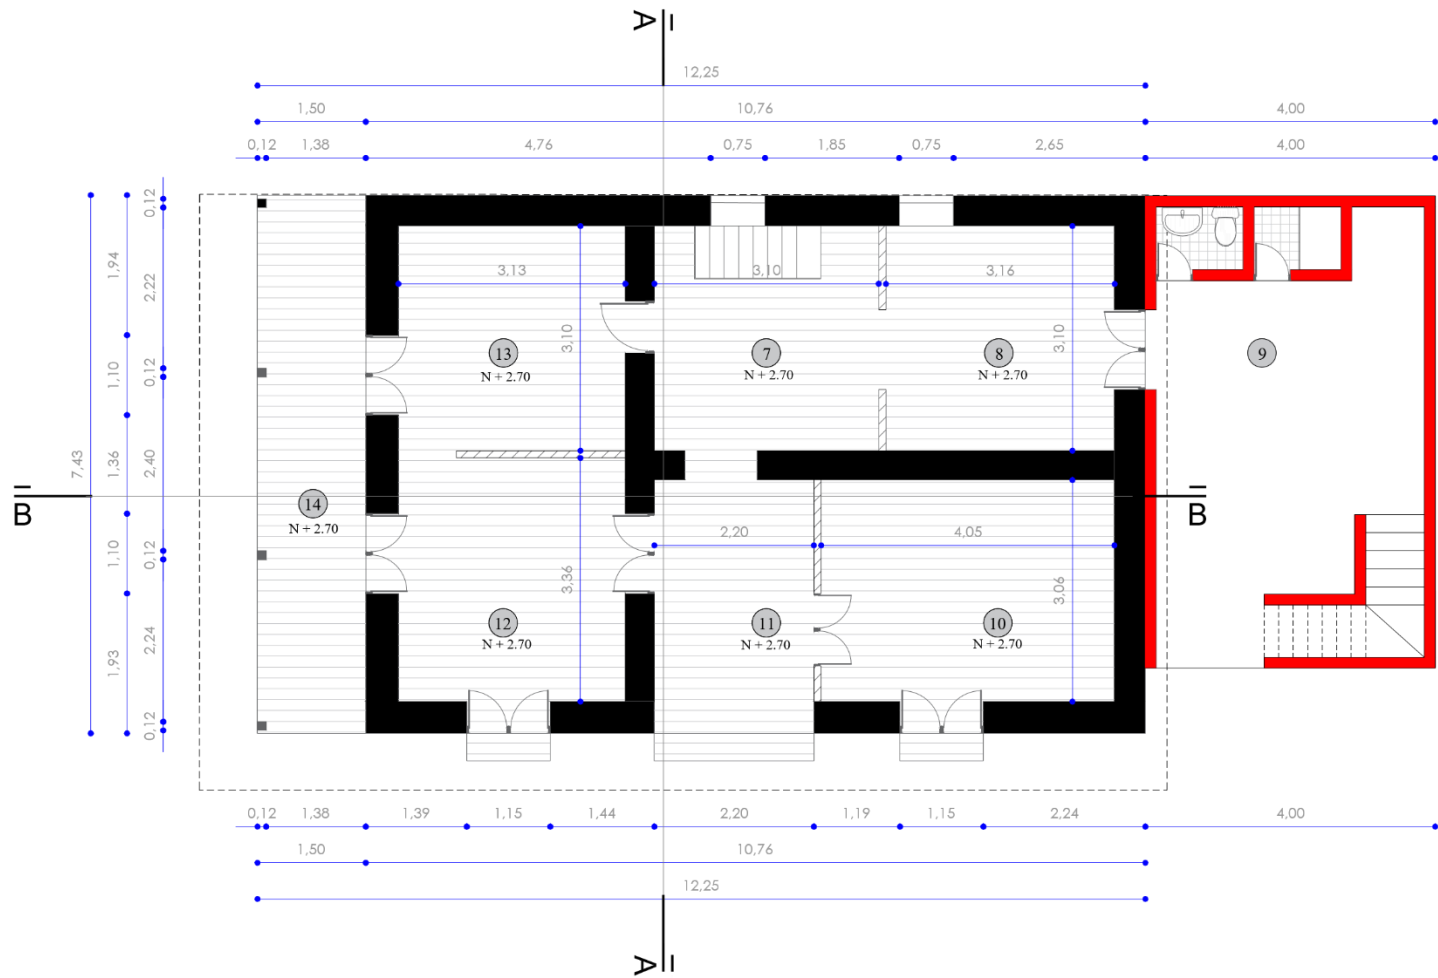 A I
12,25
1,50 10,76 4,00
0,12 1,38 4,76 0,75 1,85 0,75 2,65 4,00
0,12
1,94
2,22
3,13 3,10 3,16
3,10 3,10
13 7 8 9
N + 2.70 N + 2.70 N + 2.70
1,10 0,12
7,43 1,36 2,40
14
N + 2.70
I B I B
2,20 4,05
1,10 0,12
3,36 3,06
12 11 10
N + 2.70 N + 2.70 N + 2.70
2,24
1,93
0,12
0,12 1,38 1,39 1,15 1,44 2,20 1,19 1,15 2,24 4,00
1,50 10,76
12,25
A I